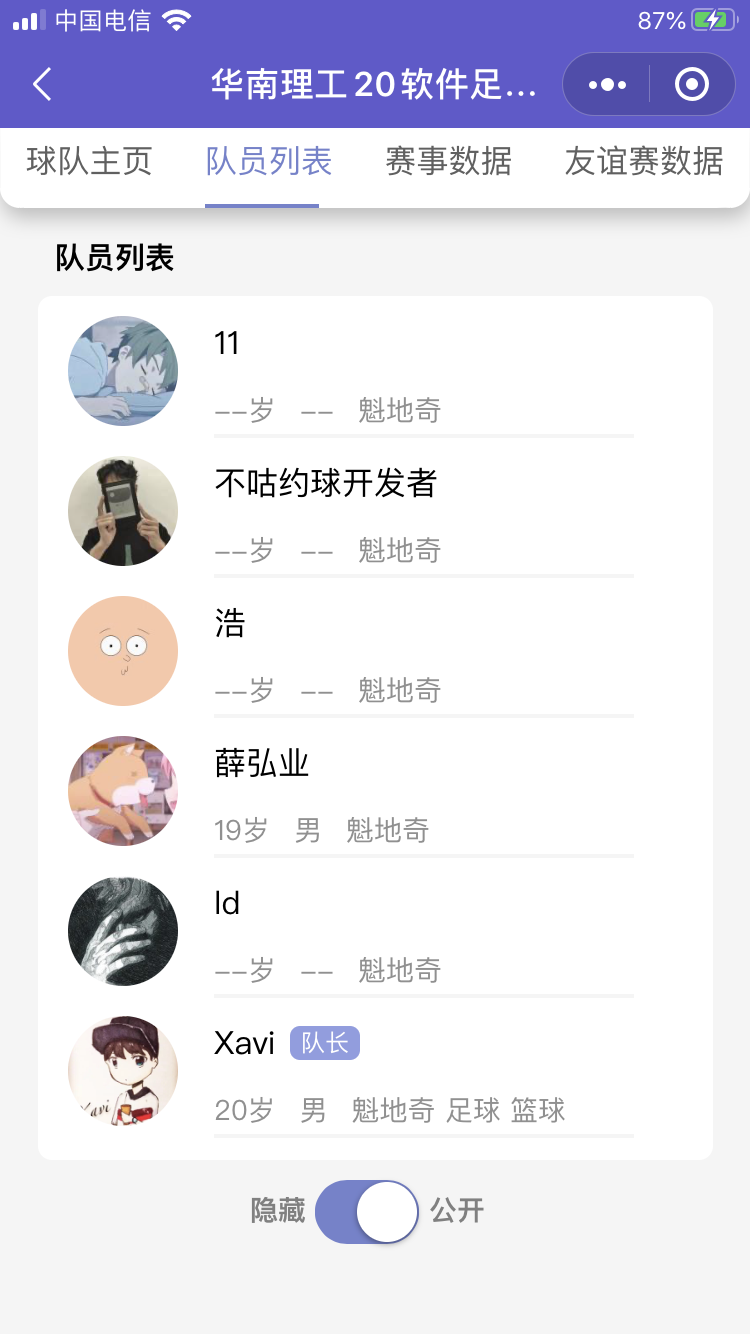 中国电信 87%
华南理工20软件足...
球队主页 队员列表 赛事数据 友谊赛数据
队员列表
11
--岁 -- 魁地奇
不咕约球开发者
--岁 -- 魁地奇
浩
--岁 -- 魁地奇
薛弘业
19岁 男 魁地奇
ld
--岁 -- 魁地奇
Xavi 队长
20岁 男 魁地奇 足球 篮球
隐藏 公开